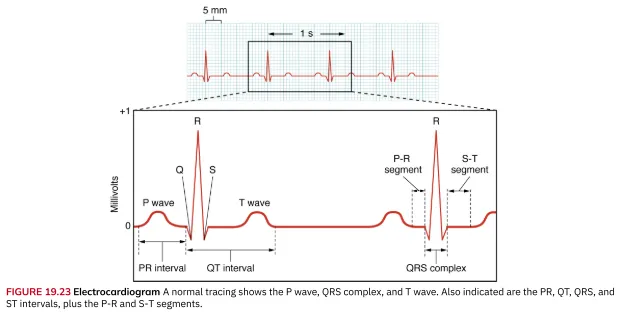 5 mm
1 s
+1
R
R
P-R
segment
S-T
segment
Q
S
Millivolts
P wave
T wave
0
PR interval
QT interval
QRS complex
FIGURE 19.23 Electrocardiogram A normal tracing shows the P wave, QRS complex, and T wave. Also indicated are the PR, QT, QRS, and
ST intervals, plus the P-R and S-T segments.